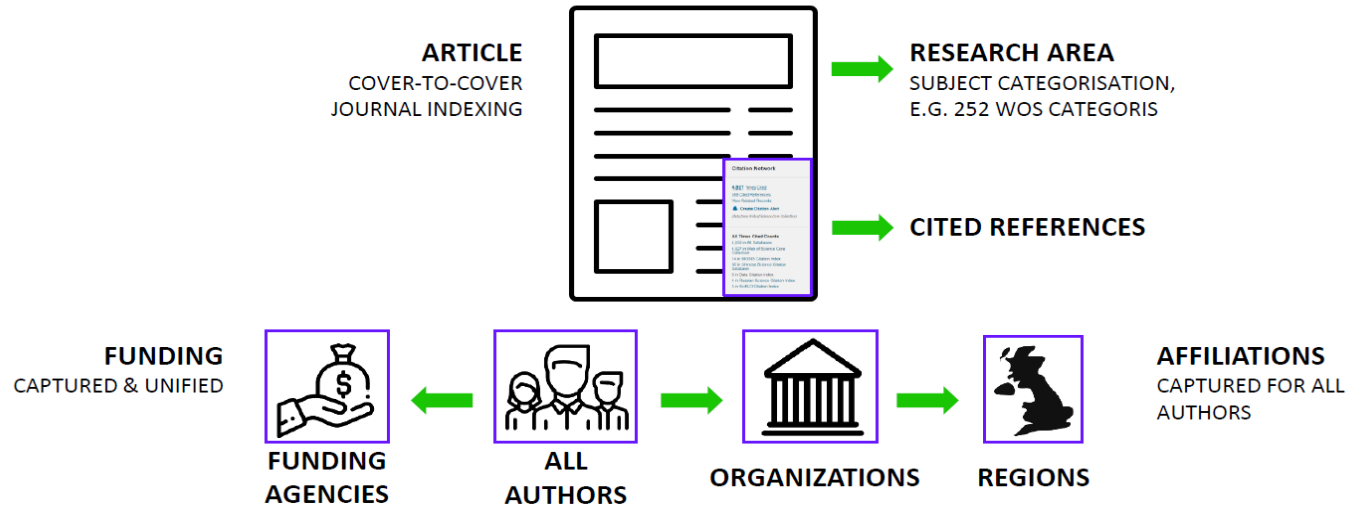 ARTICLE
COVER-TO-COVER
JOURNAL INDEXING
RESEARCH AREA
SUBJECT CATEGORISATION,
E.G. 252 WOS CATEGORIS
Citation Network
Times Cited
Create Citation Alert
All Times Cited Counts
CITED REFERENCES
FUNDING
CAPTURED & UNIFIED
$
AFFILIATIONS
CAPTURED FOR ALL
AUTHORS
FUNDING
AGENCIES
ALL
AUTHORS
ORGANIZATIONS
REGIONS